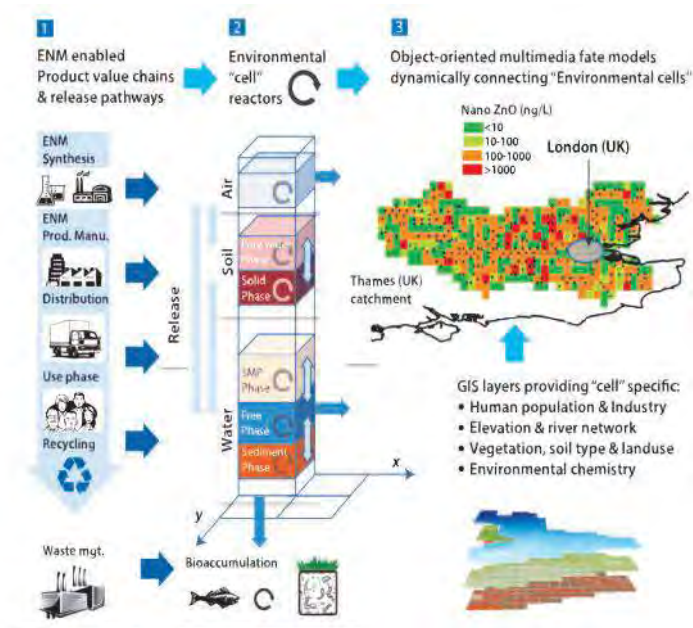 1
ENM enabled
Product value chains
& release pathways
2
Environmental
"cell"
reactors
3
Object-oriented multimedia fate models
dynamically connecting "Environmental cells"
ENM
Synthesis
ENM
Prod. Manu.
Distribution
Use phase
Recycling
Waste mgt.
Release
Air
Soil
Water
Pore water
Phase
Solid
Phase
SMP
Phase
Free
Phase
Sediment
Phase
x
y
Bioaccumulation
Nano ZnO (ng/L)
<10
10-100
100-1000
>1000
London (UK)
Thames (UK)
catchment
GIS layers providing "cell" specific:
• Human population & Industry
• Elevation & river network
• Vegetation, soil type & landuse
• Environmental chemistry